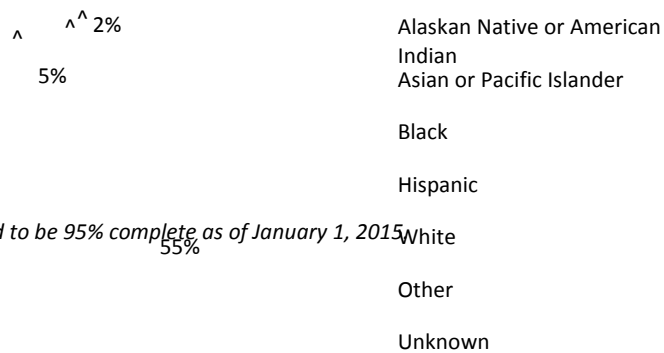 ^ ^ ^ 2%
5%
Alaskan Native or American
Indian
Asian or Pacific Islander
Black
Hispanic
d to be 95% complete as of January 1, 2015
55%
White
Other
Unknown